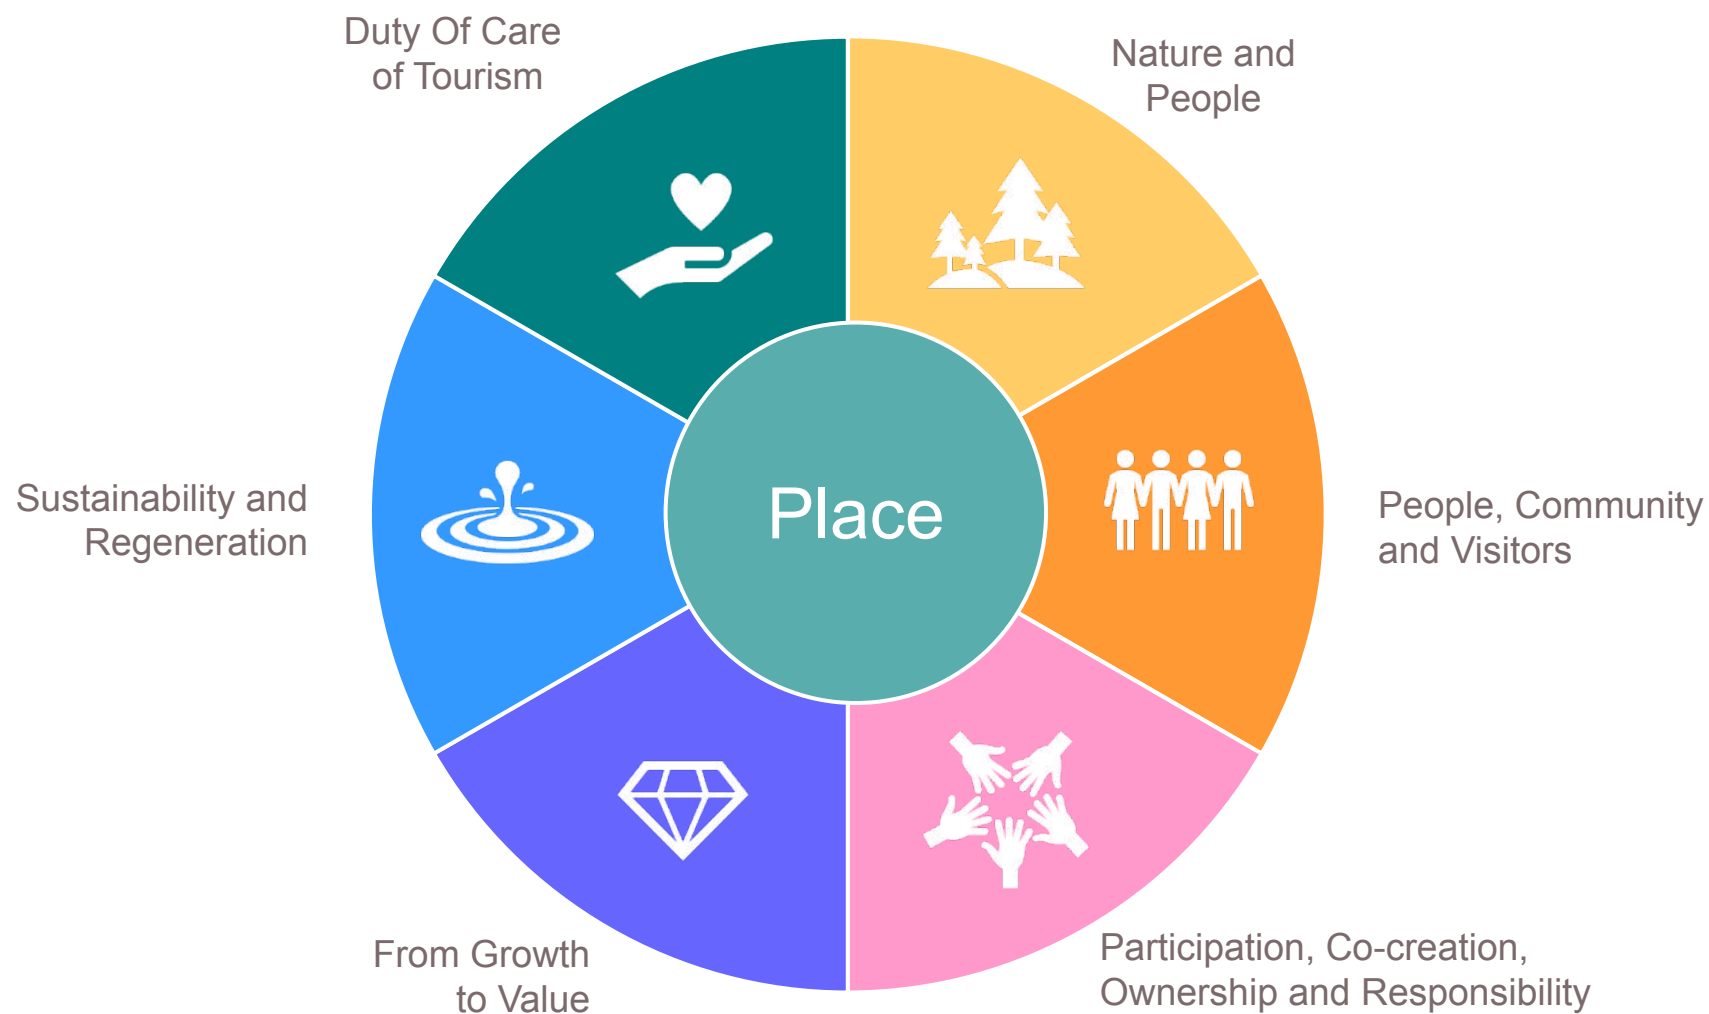 Duty Of Care
of Tourism
Nature and
People
Sustainability and
Regeneration
Place
People, Community
and Visitors
From Growth
to Value
Participation, Co-creation,
Ownership and Responsibility